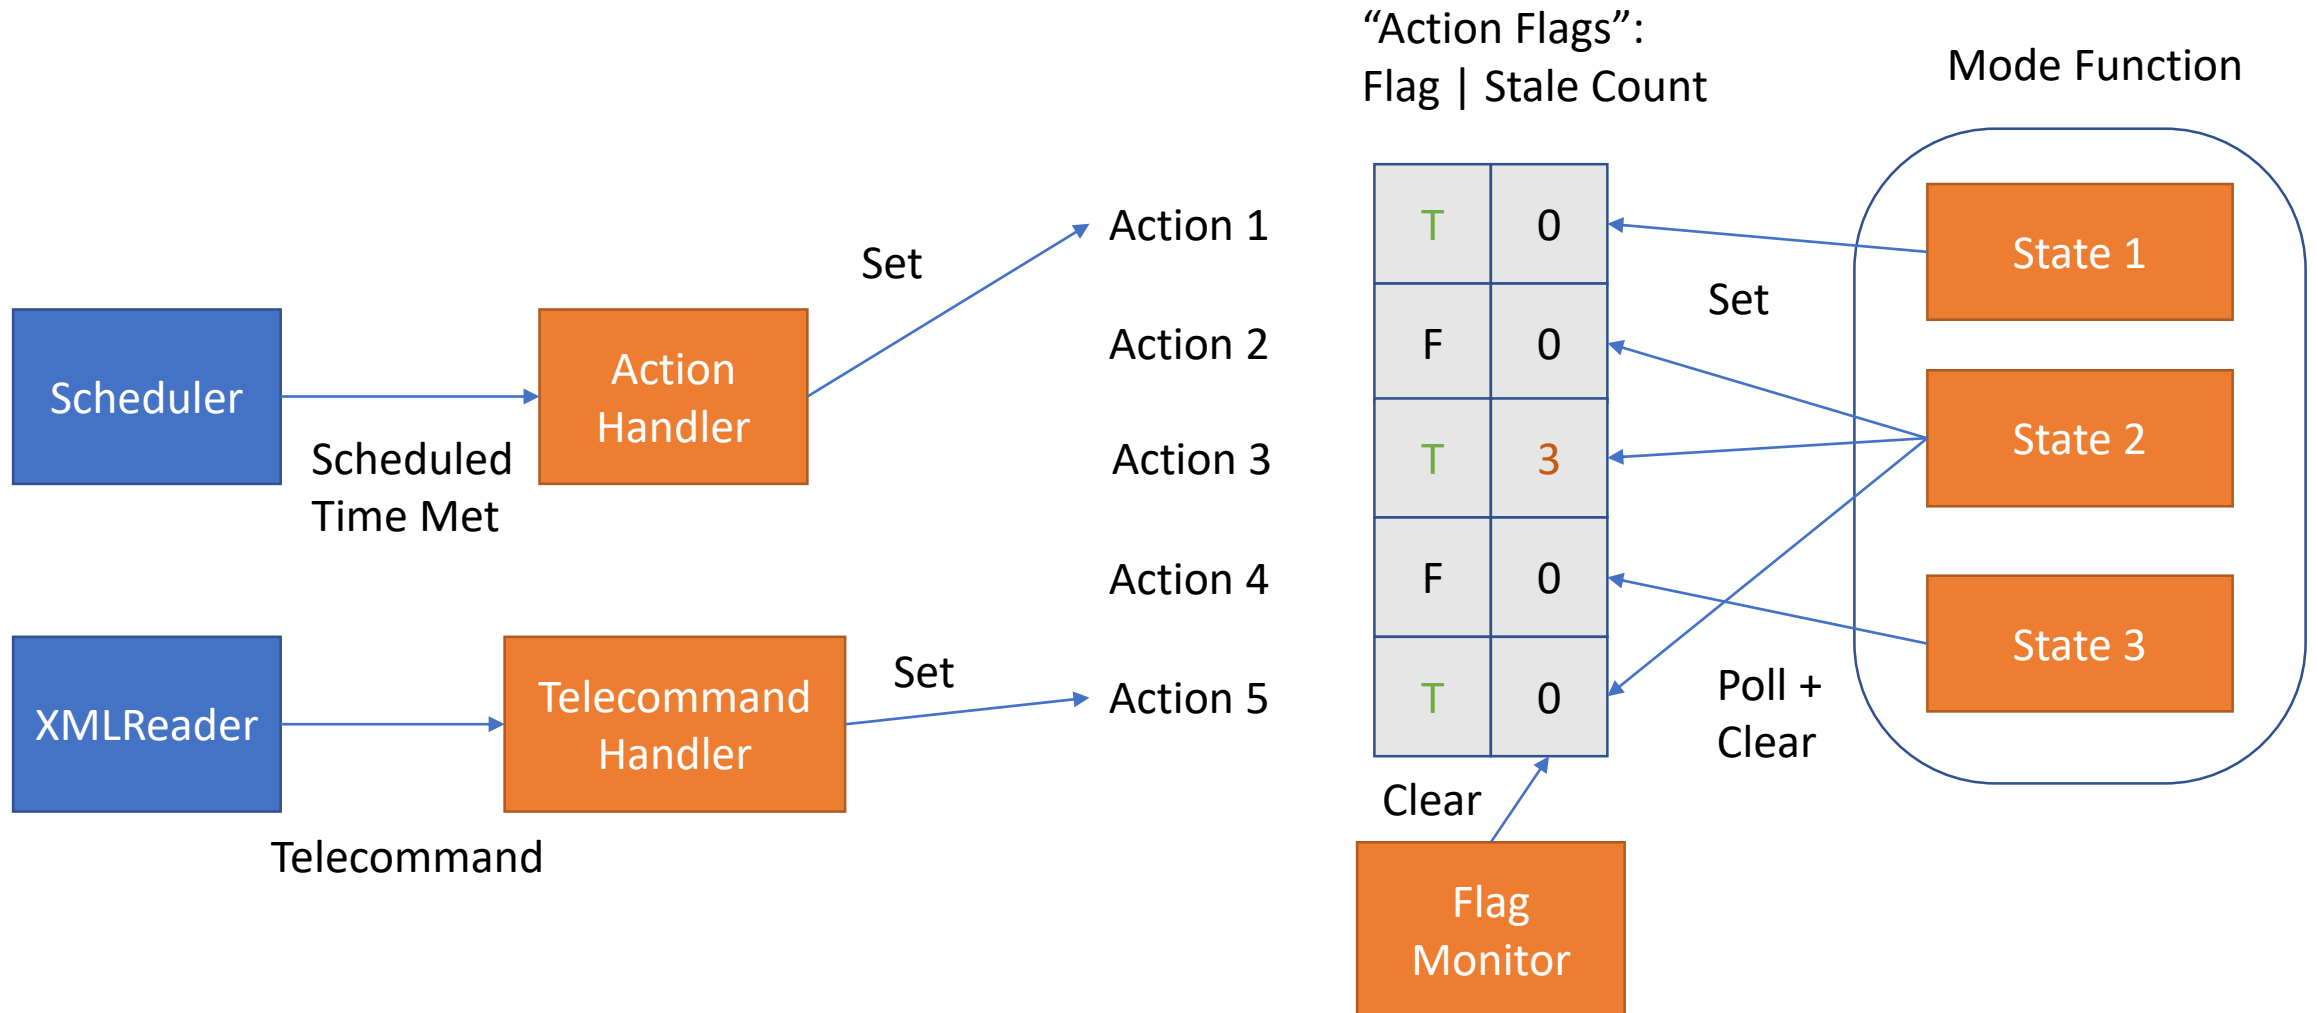 “Action Flags”:
Flag | Stale Count
Mode Function
Scheduler
Scheduled
Time Met
Action
Handler
Set
XMLReader
Telecommand
Telecommand
Handler
Set
Action 1
T 0
Action 2
F 0
Action 3
T 3
Action 4
F 0
Action 5
T 0
Set
Poll +
Clear
State 1
State 2
State 3
Clear
Flag
Monitor